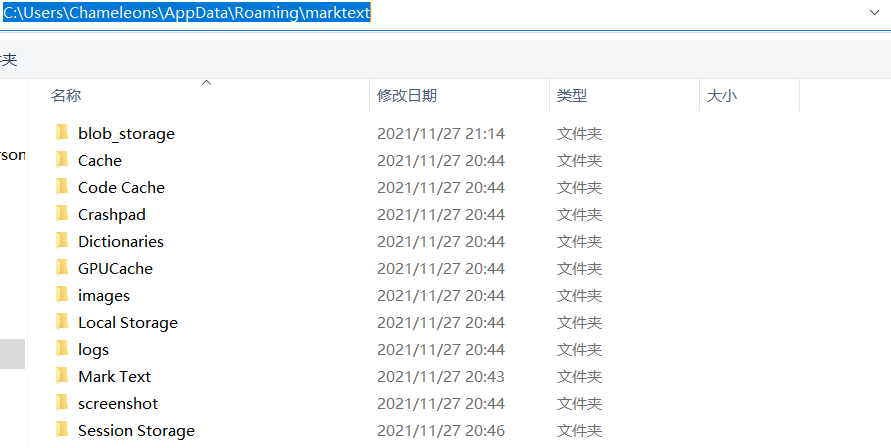 C:\Users\Chameleons\AppData\Roaming\marktext
夹
名称 修改日期 类型 大小
blob_storage 2021/11/27 21:14 文件夹
Cache 2021/11/27 20:44 文件夹
Code Cache 2021/11/27 20:44 文件夹
Crashpad 2021/11/27 20:44 文件夹
Dictionaries 2021/11/27 20:44 文件夹
GPUCache 2021/11/27 20:44 文件夹
images 2021/11/27 20:44 文件夹
Local Storage 2021/11/27 20:44 文件夹
logs 2021/11/27 20:44 文件夹
Mark Text 2021/11/27 20:43 文件夹
screenshot 2021/11/27 20:44 文件夹
Session Storage 2021/11/27 20:46 文件夹